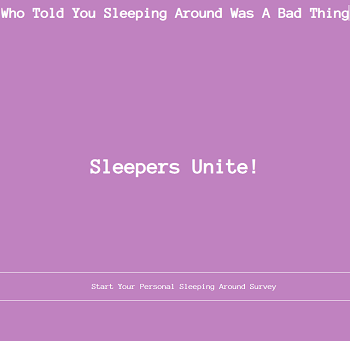 Who Told You Sleeping Around Was A Bad Thing
Sleepers Unite!
Start Your Personal Sleeping Around Survey